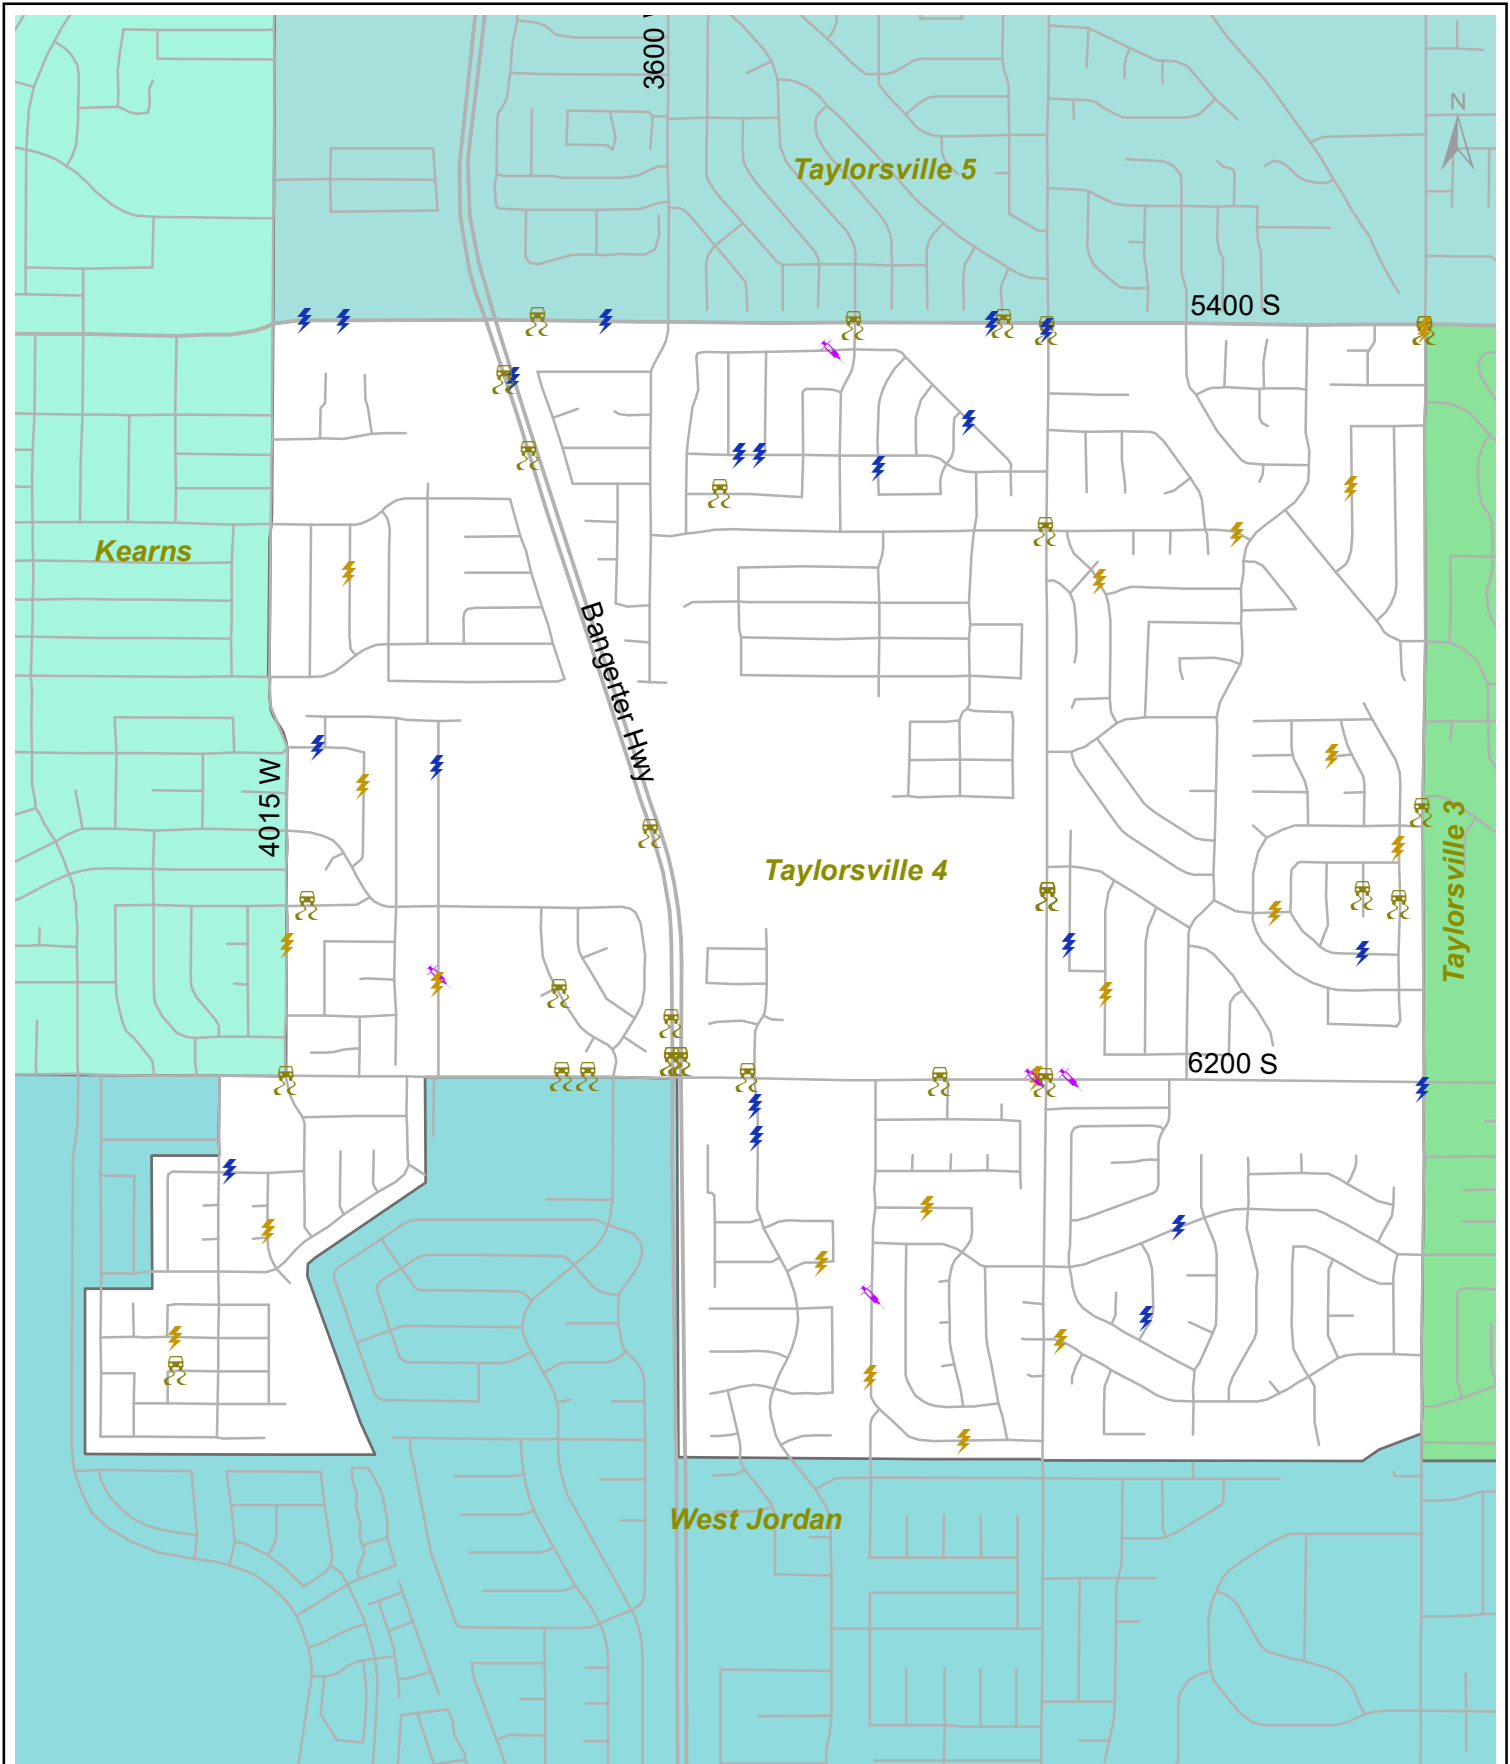 3600 W
N
Taylorsville 5
5400 S
Kearns
Bangerter Hwy
4015 W
Taylorsville 4
Taylorsville 3
6200 S
West Jordan